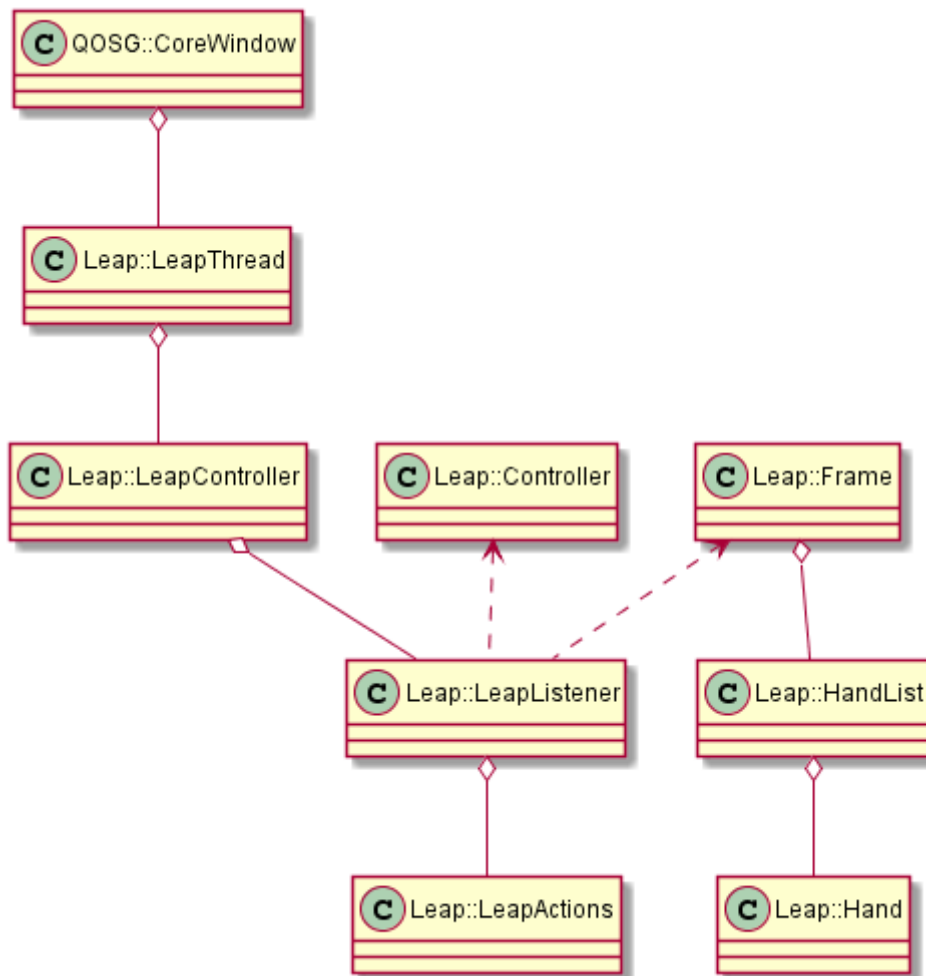 C QOSG::CoreWindow
C Leap::LeapThread
C Leap::LeapController
C Leap::Controller
C Leap::Frame
C Leap::LeapListener
C Leap::HandList
C Leap::LeapActions
C Leap::Hand